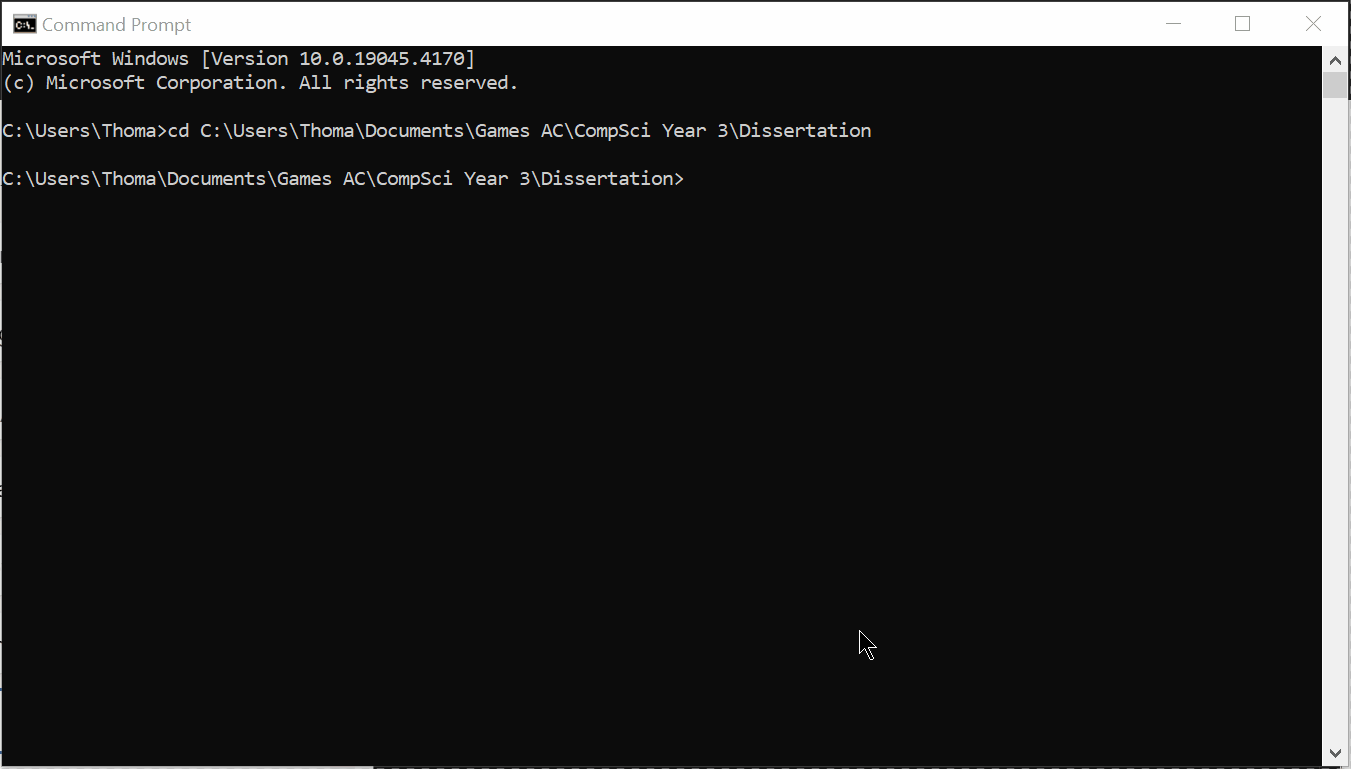 Command Prompt
Microsoft Windows [Version 10.0.19045.4170]
(c) Microsoft Corporation. All rights reserved.
C:\Users\Thoma>cd C:\Users\Thoma\Documents\Games AC\CompSci Year 3\Dissertation
C:\Users\Thoma\Documents\Games AC\CompSci Year 3\Dissertation>